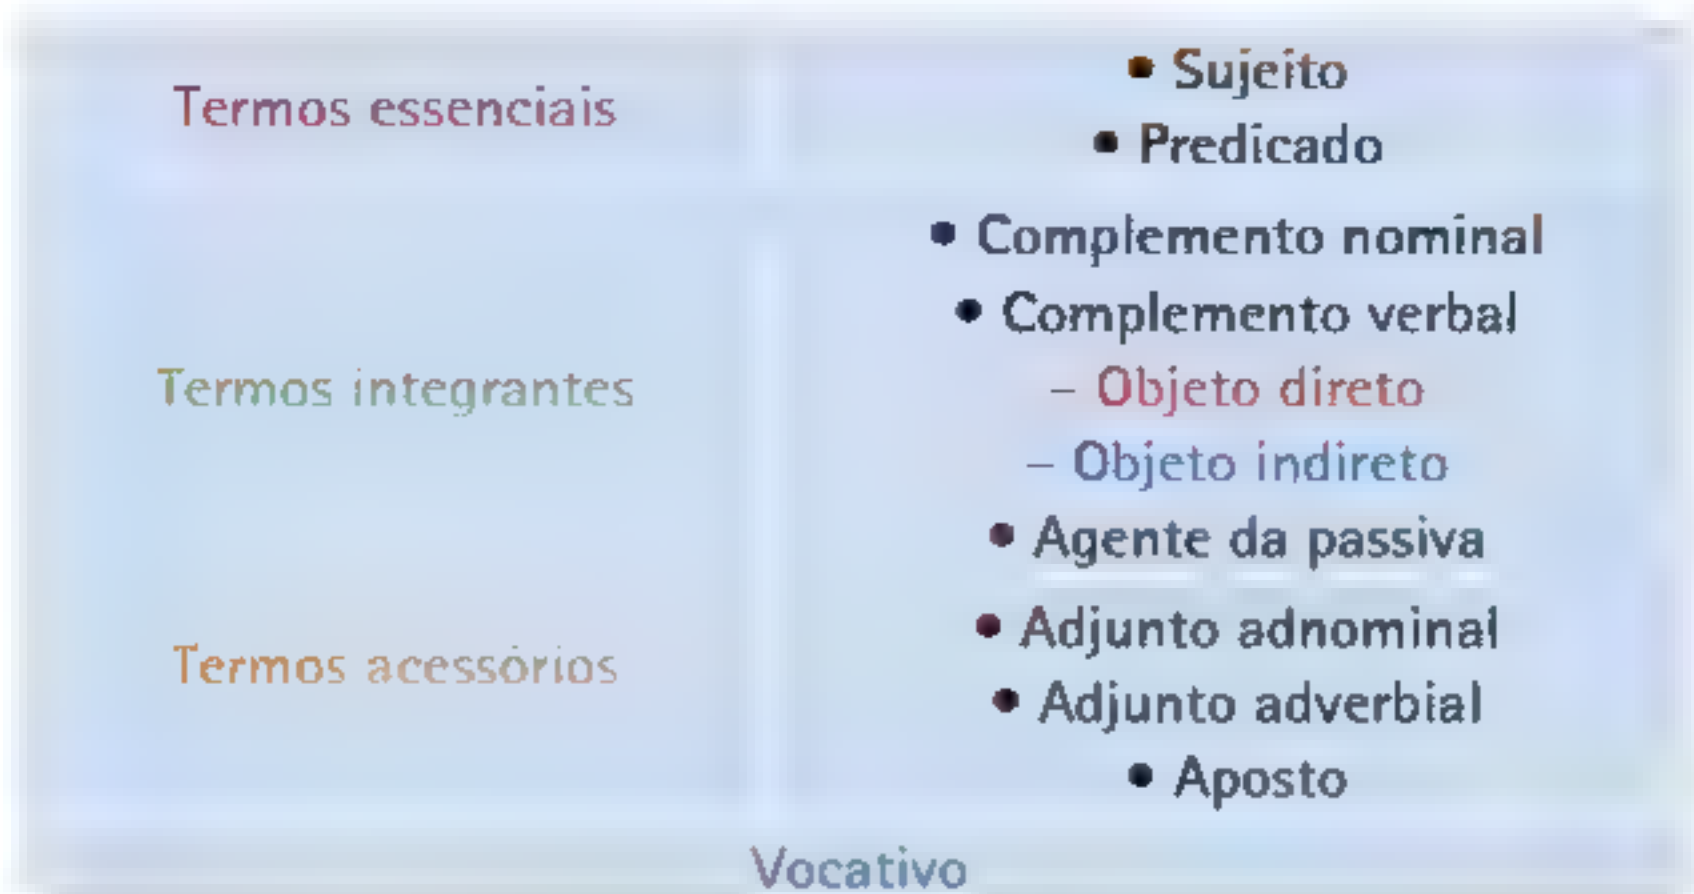 Termos essenciais
• Sujeito
• Predicado
Termos integrantes
• Complemento nominal
• Complemento verbal
– Objeto direto
– Objeto indireto
• Agente da passiva
Termos acessórios
• Adjunto adnominal
• Adjunto adverbial
• Aposto
Vocativo